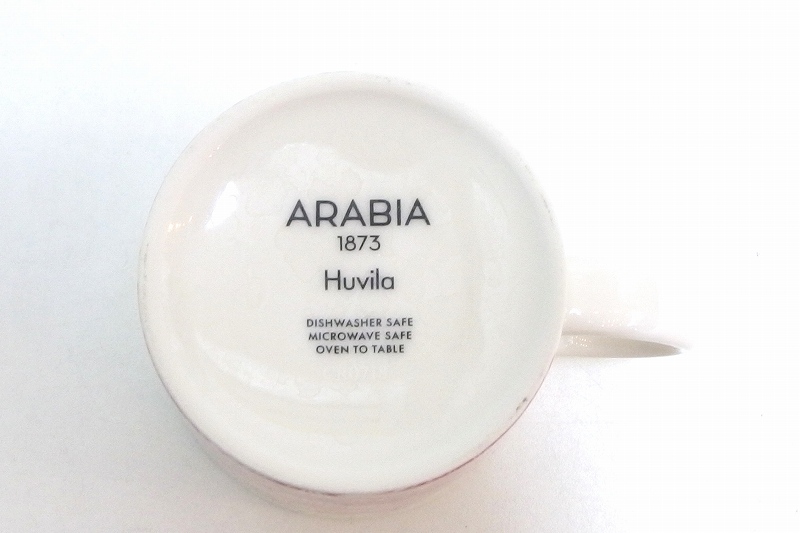 ARABIA
1873
Huvila
DISHWASHER SAFE
MICROWAVE SAFE
OVEN TO TABLE